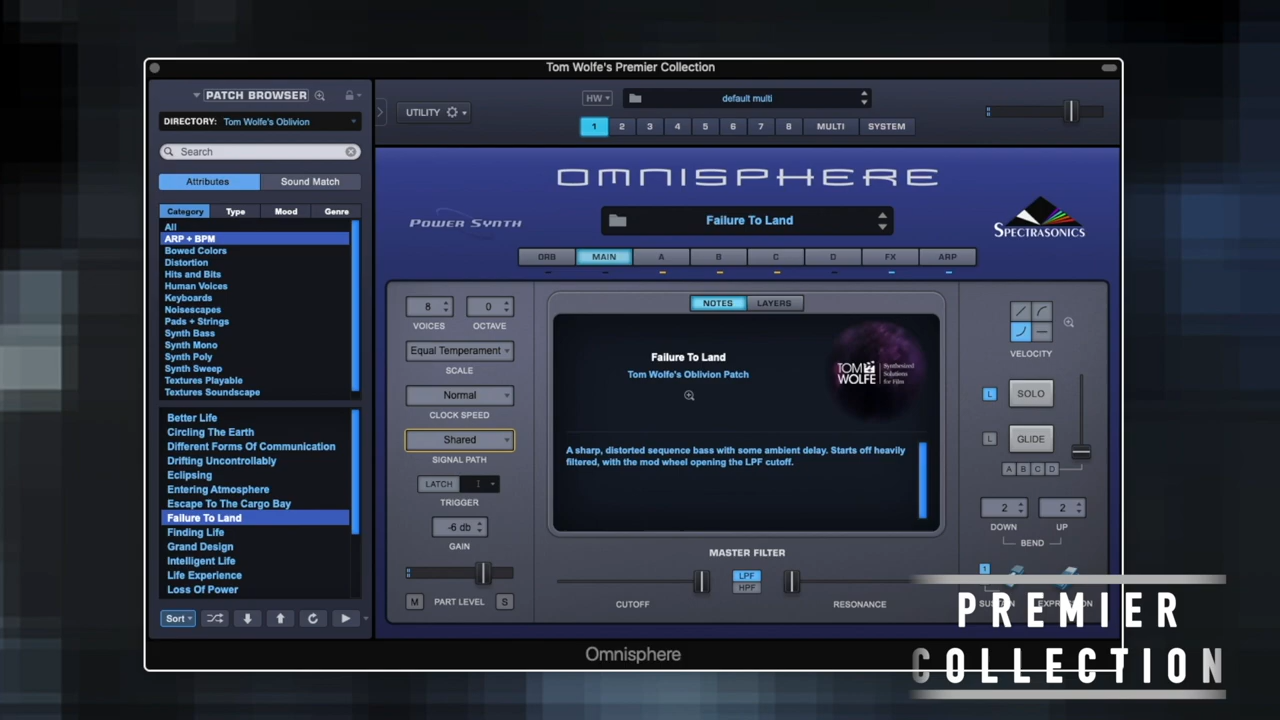 Tom Wolfe's Premier Collection
PATCH BROWSER
DIRECTORY: Tom Wolfe's Oblivion
Search
Attributes Sound Match
Category Type Mood Genre
All
ARP + BPM
Bowed Colors
Distortion
Hits and Bits
Human Voices
Keyboards
Noisescapes
Pads + Strings
Synth Bass
Synth Mono
Synth Poly
Synth Sweep
Textures Playable
Textures Soundscape
Better Life
Circling The Earth
Different Forms Of Communication
Drifting Uncontrollably
Eclipsing
Entering Atmosphere
Escape To The Cargo Bay
Failure To Land
Finding Life
Grand Design
Intelligent Life
Life Experience
Loss Of Power
Sort
UTILITY
HW
default multi
1 2 3 4 5 6 7 8 MULTI SYSTEM
OMNISPHERE
POWER SYNTH
Failure To Land
SPECTRASONICS
ORB MAIN A B C D FX ARP
8 0
VOICES OCTAVE
Equal Temperament
SCALE
Normal
CLOCK SPEED
Shared
SIGNAL PATH
LATCH
TRIGGER
-6 db
GAIN
M PART LEVEL S
NOTES LAYERS
Failure To Land
Tom Wolfe's Oblivion Patch
TOM
WOLFE
Synthesized
Solutions
for Film
A sharp, distorted sequence bass with some ambient delay. Starts off heavily
filtered, with the mod wheel opening the LPF cutoff.
MASTER FILTER
LPF
HPF
CUTOFF RESONANCE
VELOCITY
L SOLO
L GLIDE
A B C D
2 2
DOWN UP
BEND
1
PREMIER
COLLECTION
Omnisphere